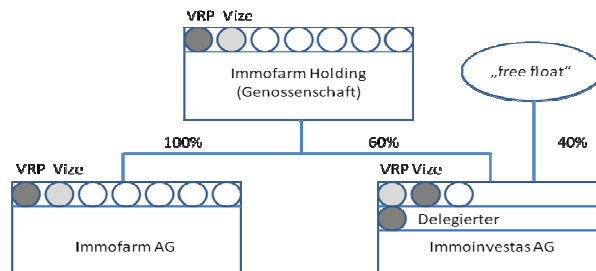 VRP Vize
Immofarm Holding
(Genossenschaft)
„free float“
100%
60%
40%
VRP Vize
VRP Vize
Delegierter
Immofarm AG
Immoinvestas AG